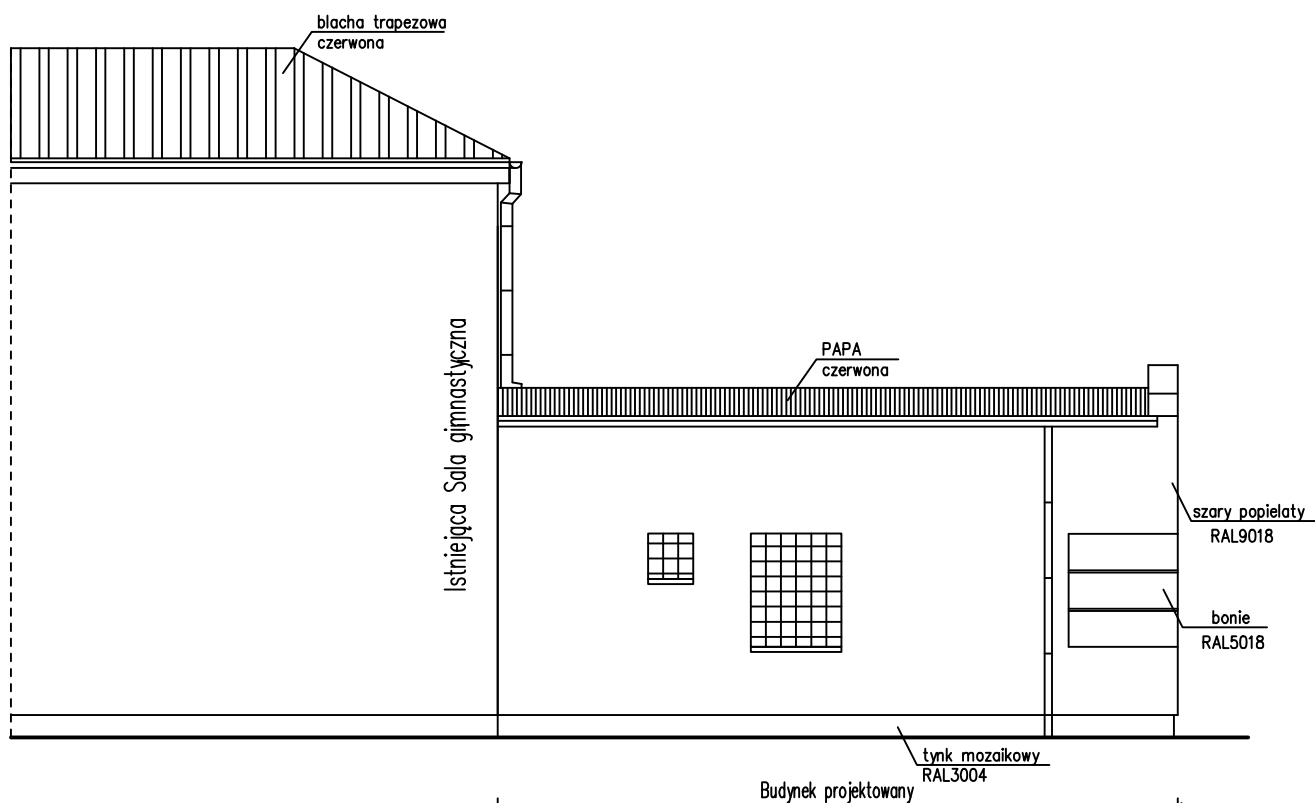 blacha trapezowa
czerwona
Istniejąca Sala gimnastyczna
PAPA
czerwona
szary popielaty
RAL9018
bonie
RAL5018
tynk mozaikowy
RAL3004
Budynek projektowany